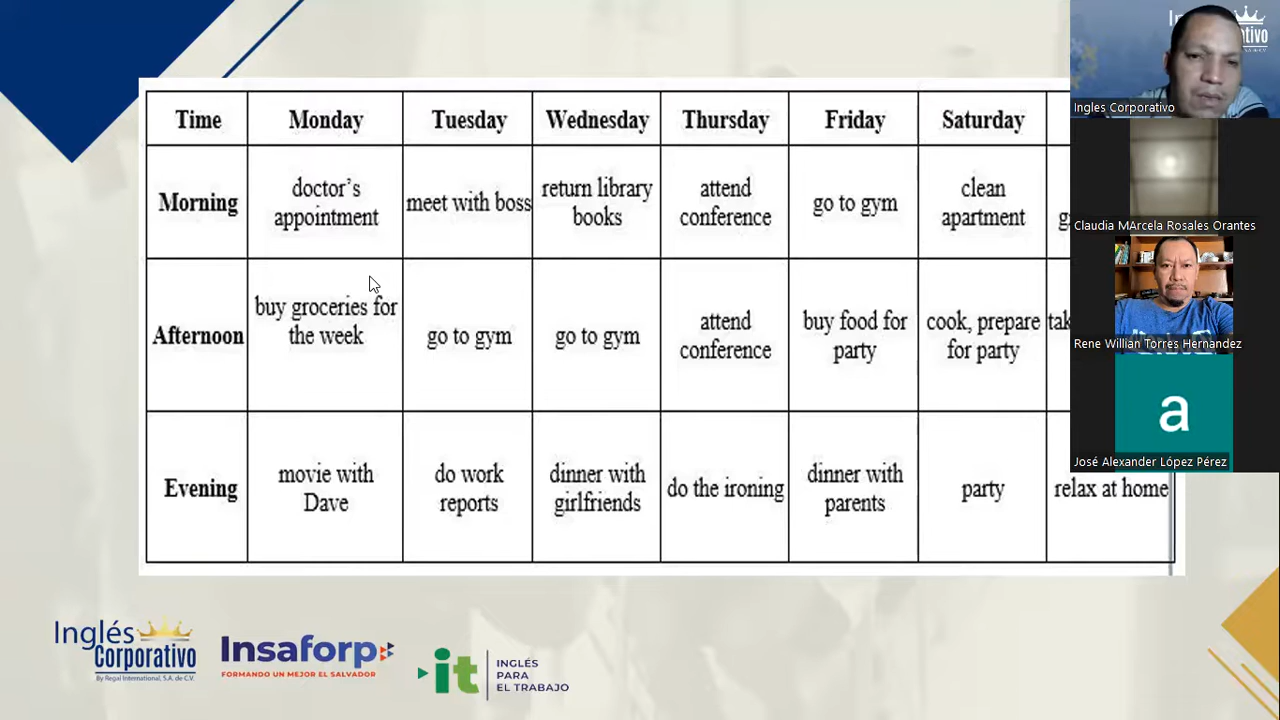 Time Monday Tuesday Wednesday Thursday Friday Saturday
Morning
doctor's
appointment
meet with boss
return library
books
attend
conference
go to gym
clean
apartment
Afternoon
buy groceries for
the week
go to gym
go to gym
attend
conference
buy food for
party
cook, prepare
for party
Evening
movie with
Dave
do work
reports
dinner with
girlfriends
do the ironing
dinner with
parents
party
relax at home
Ingles Corporativo
Claudia MArcela Rosales Orantes
Rene Willian Torres Hernandez
a
José Alexander López Pérez
Inglés
Corporativo
By Regal International, S.A. de C.V.
Insaforp
FORMANDO UN MEJOR EL SALVADOR
it
INGLÉS
PARA
EL TRABAJO